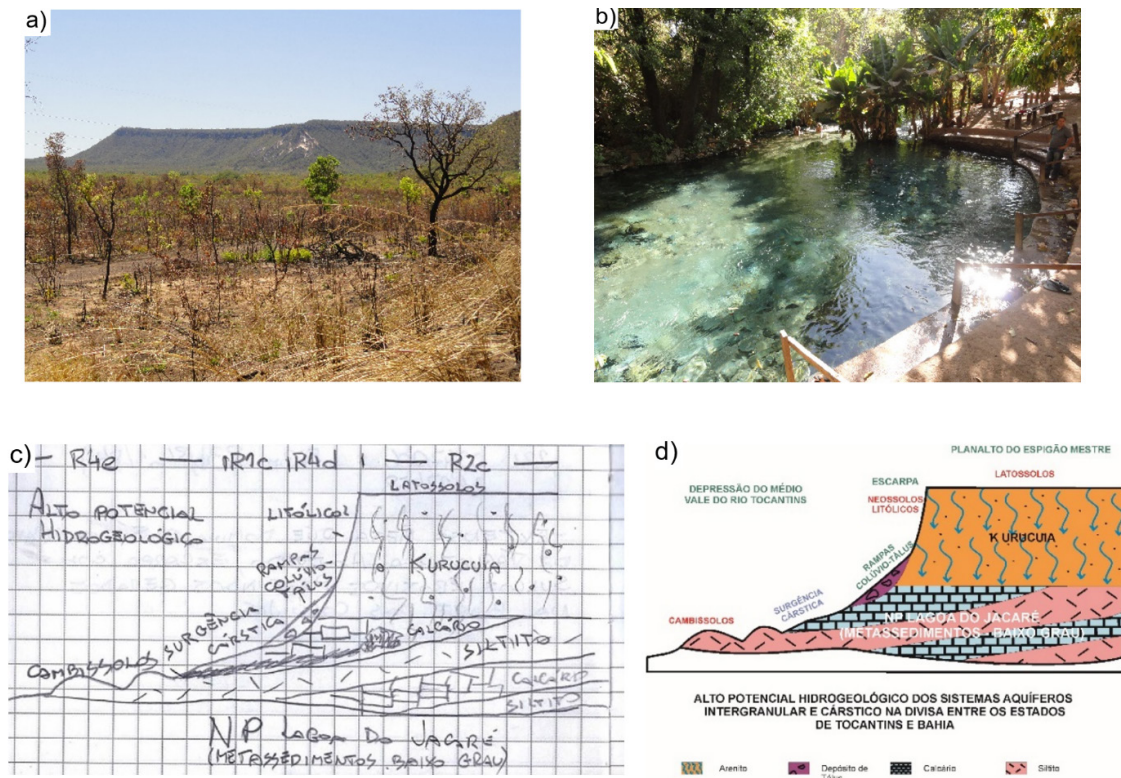 a)
b)
c)
R4e R1c R4d R2c
LATOSSOLOS
ALTO POTENCIAL
HIDROGEOLÓGICO
LITÓLICOS
KURUCUIA
RAMPAS
COLÚVIO-
TÁLUS
SURGÊNCIA
CÁRSTICA
CALCÁRIO
SILTITO
CAMBISSOLOS
CALCÁRIO
SILTITO
NP LAGOA DO JACARÉ
(METASSEDIMENTOS BAIXO GRAU)
d)
PLANALTO DO ESPIGÃO MESTRE
LATOSSOLOS
ESCARPA
DEPRESSÃO DO MÉDIO
VALE DO RIO TOCANTINS
NEOSSOLOS
LITÓLICOS
K URUCUIA
RAMPAS
COLÚVIO-TÁLUS
SURGÊNCIA
CÁRSTICA
CAMBISSOLOS
NP LAGOA DO JACARÉ
(METASSEDIMENTOS - BAIXO GRAU)
ALTO POTENCIAL HIDROGEOLÓGICO DOS SISTEMAS AQUÍFEROS
INTERGRANULAR E CÁRSTICO NA DIVISA ENTRE OS ESTADOS
DE TOCANTINS E BAHIA
Arenito
Depósito de
Calcário
Siltito